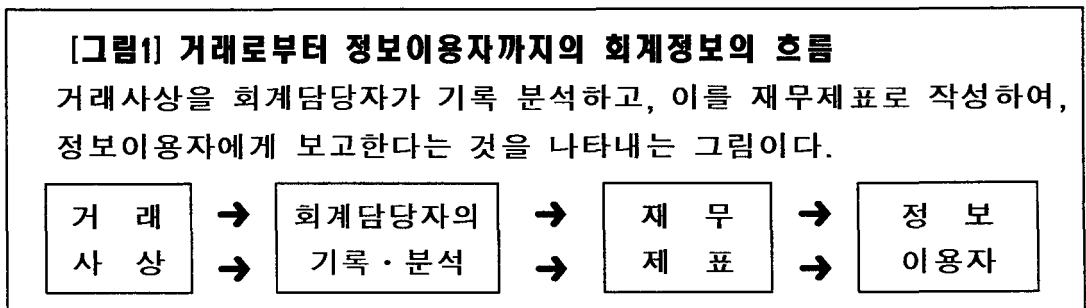 [그림1] 거래로부터 정보이용자까지의 회계정보의 흐름
거래사상을 회계담당자가 기록 분석하고, 이를 재무제표로 작성하여,
정보이용자에게 보고한다는 것을 나타내는 그림이다.
거 래 → 회계담당자의 → 재 무 → 정 보
사 상 → 기록·분석 → 제 표 → 이용자